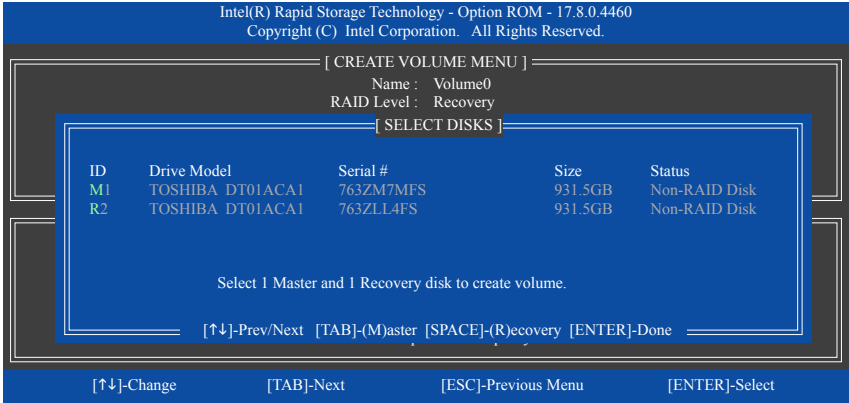 Intel(R) Rapid Storage Technology - Option ROM - 17.8.0.4460
Copyright (C) Intel Corporation. All Rights Reserved.
[ CREATE VOLUME MENU ]
Name : Volume0
RAID Level : Recovery
[ SELECT DISKS ]
ID Drive Model Serial # Size Status
M1 TOSHIBA DT01ACA1 763ZM7MFS 931.5GB Non-RAID Disk
R2 TOSHIBA DT01ACA1 763ZLL4FS 931.5GB Non-RAID Disk
Select 1 Master and 1 Recovery disk to create volume.
[↑↓]-Prev/Next [TAB]-(M)aster [SPACE]-(R)ecovery [ENTER]-Done
[↑↓]-Change [TAB]-Next [ESC]-Previous Menu [ENTER]-Select